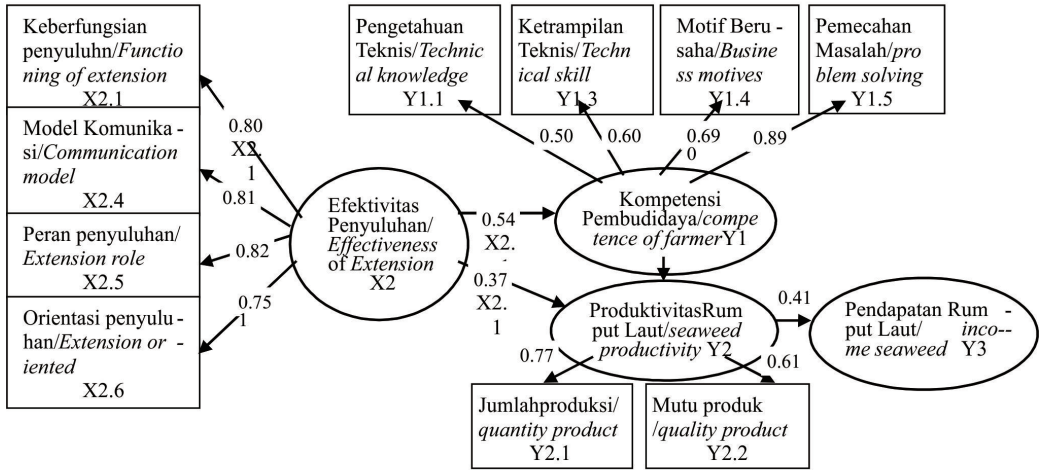 Keberfungsian
penyuluhn/Functio
ning of extension
X2.1
Model Komunika -
si/Communication
model
X2.4
Peran penyuluhan/
Extension role
X2.5
Orientasi penyulu -
han/Extension or -
iented
X2.6
0.80
X2.
1
0.81
0.82
0.75
1
Efektivitas
Penyuluhan/
Effectiveness
of Extension
X2
Pengetahuan
Teknis/Technic
al knowledge
Y1.1
Ketrampilan
Teknis/Techn
ical skill
Y1.3
Motif Beru -
saha/Busine
ss motives
Y1.4
Pemecahan
Masalah/pro
blem solving
Y1.5
0.50
0.60
0.69
0
0.89
0.54
X2.
0.37
X2.
1
Kompetensi
Pembudidaya/compe
tence of farmerY1
ProduktivitasRum
put Laut/seaweed
productivity Y2
0.41
Pendapatan Rum -
put Laut/ inco--
me seaweed Y3
0.77
0.61
Jumlahproduksi/
quantity product
Y2.1
Mutu produk
/quality product
Y2.2